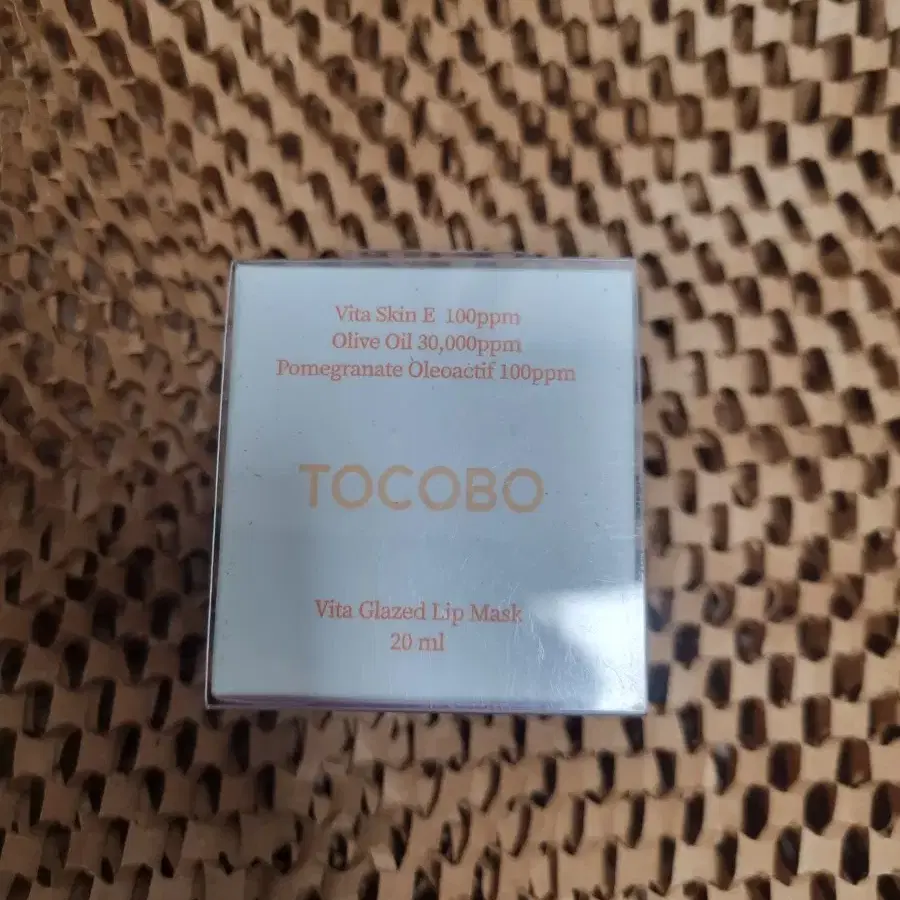 Vita Skin E 100ppm
Olive Oil 30,000ppm
Pomegranate Oleoactif 100ppm
TOCOBO
Vita Glazed Lip Mask
20 ml